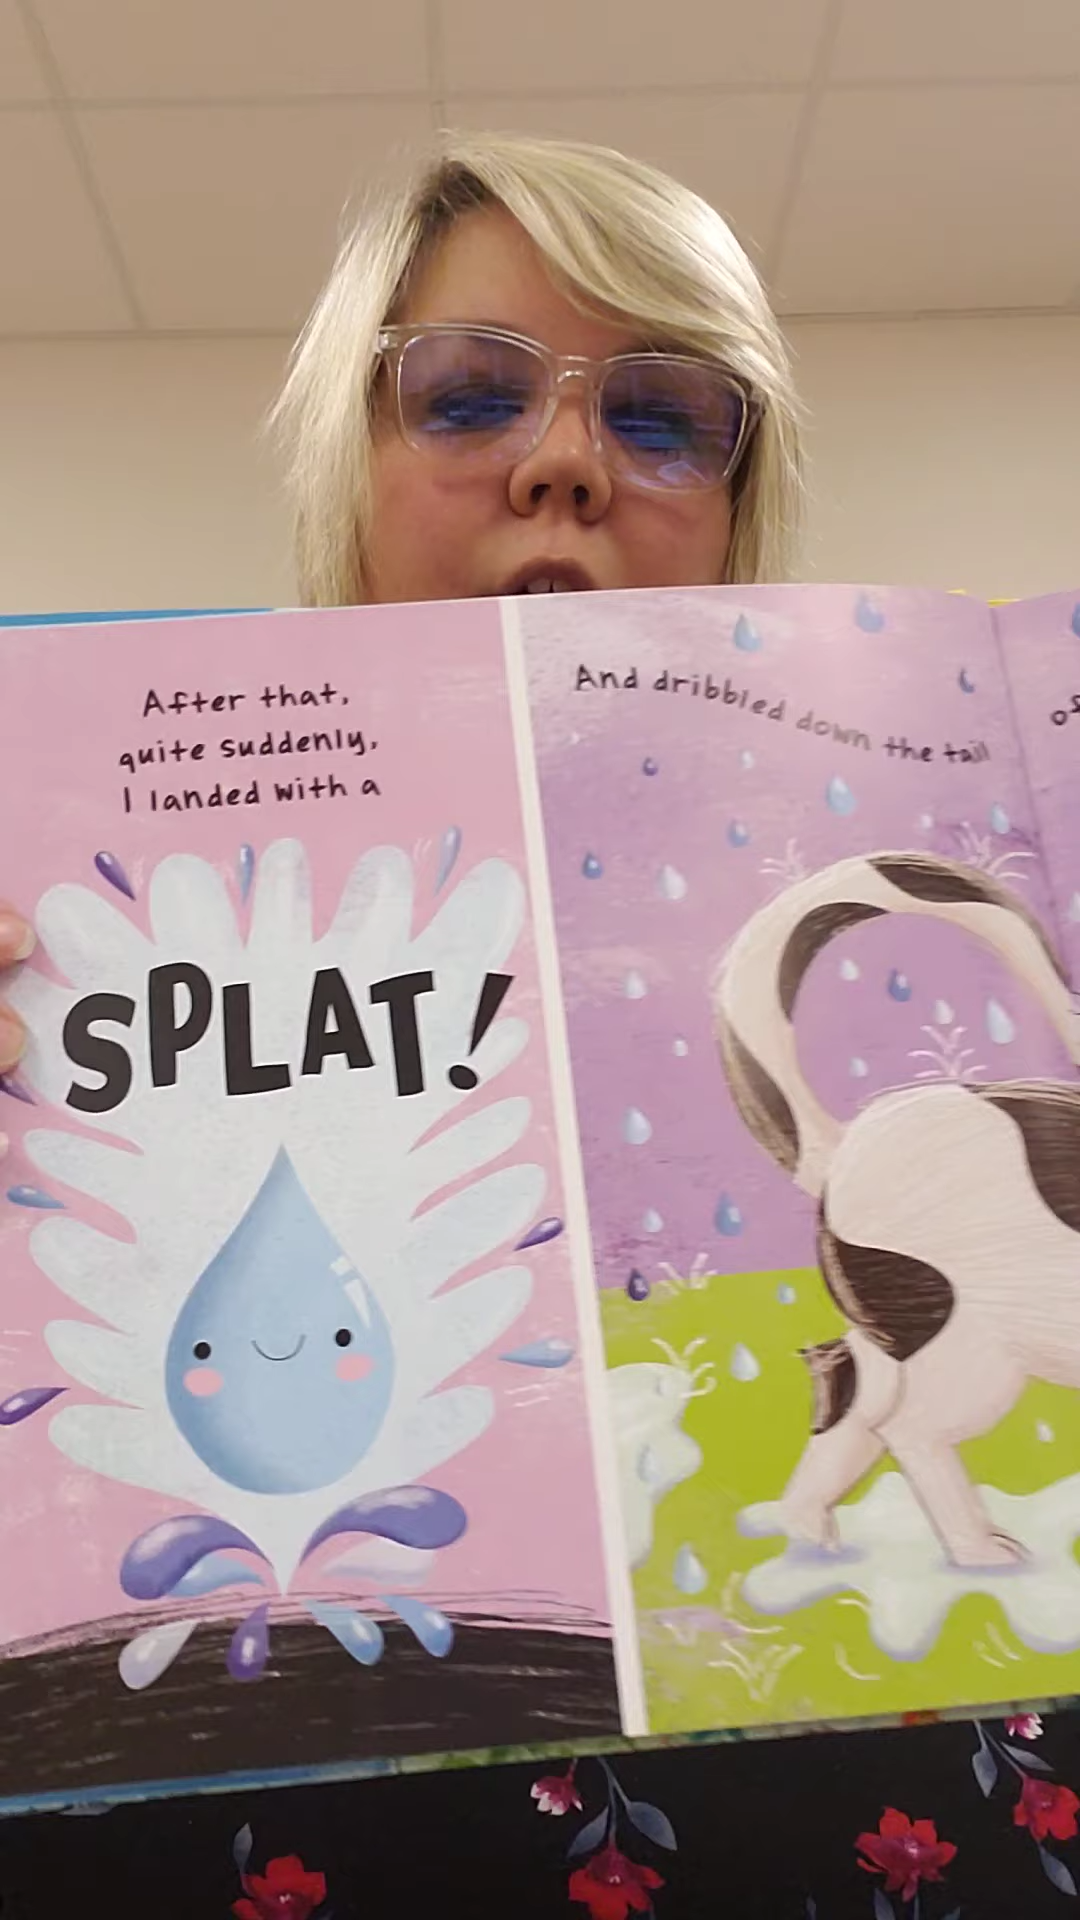 After that,
quite suddenly,
I landed with a
SPLAT!
And dribbled down the tail